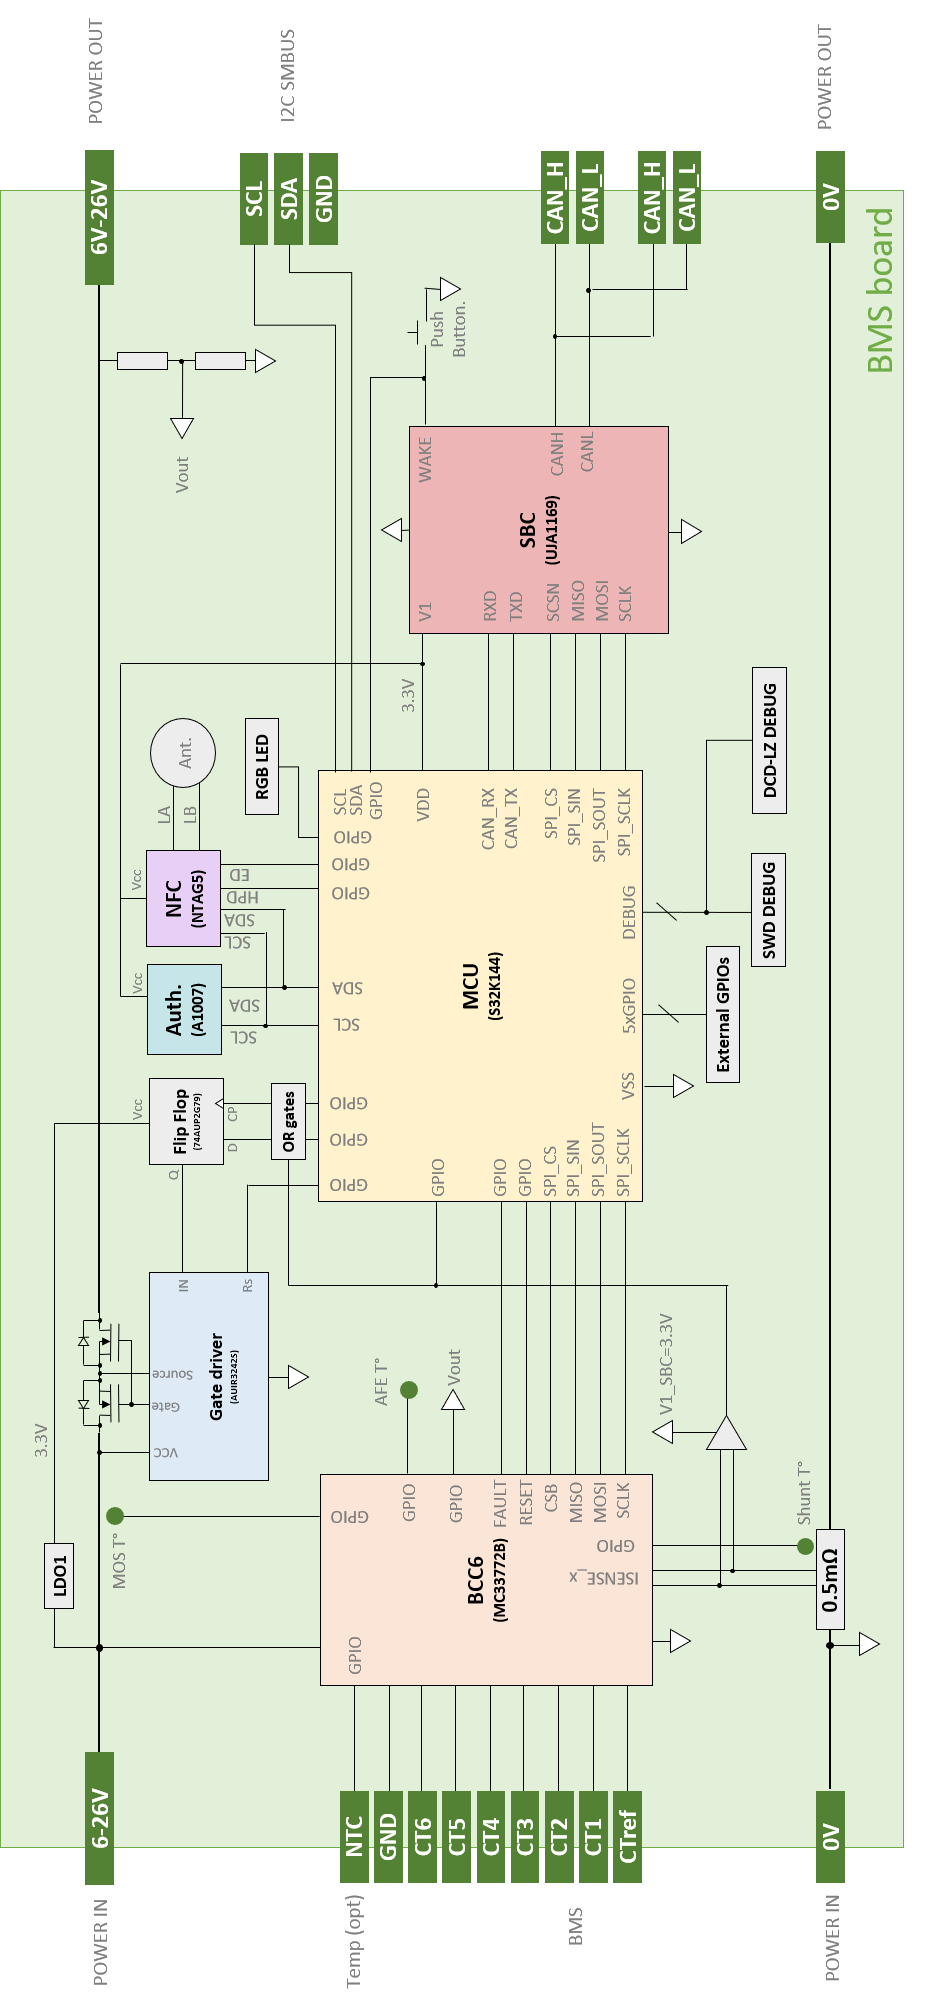 POWER OUT
I2C SMBUS
POWER OUT
6V-26V
SCL
SDA
GND
CAN_H
CAN_L
CAN_H
CAN_L
0V
BMS board
Push
Button.
Vout
WAKE
CANH
CANL
SBC
(UJA1169)
V1
RXD
TXD
SCSN
MISO
MOSI
SCLK
3.3V
Ant.
LA
LB
RGB LED
DCD-LZ DEBUG
Vcc
NFC
(NTAG5)
ED
HPD
SDA
SCL
SCL
SDA
GPIO
VDD
CAN_RX
CAN_TX
SPI_CS
SPI_SIN
SPI_SOUT
SPI_SCLK
GPIO
GPIO
GPIO
DEBUG
SWD DEBUG
Vcc
Auth.
(A1007)
SDA
SCL
SDA
SCL
MCU
(S32K144)
5xGPIO
External GPIOs
VSS
Vcc
Flip Flop
(74AUP2G79)
CP
D
Q
OR gates
GPIO
GPIO
GPIO
GPIO
GPIO
GPIO
SPI_CS
SPI_SIN
SPI_SOUT
SPI_SCLK
IN
Rs
Gate driver
(AUIR3242S)
Source
Gate
VCC
3.3V
AFE T°
Vout
V1_SBC=3.3V
MOS T°
LDO1
GPIO
GPIO
GPIO
FAULT
RESET
CSB
MISO
MOSI
SCLK
BCC6
(MC33772B)
GPIO
ISENSE_x
GPIO
Shunt T°
0.5mΩ
6-26V
NTC
GND
CT6
CT5
CT4
CT3
CT2
CT1
CTref
0V
POWER IN
Temp (opt)
BMS
POWER IN